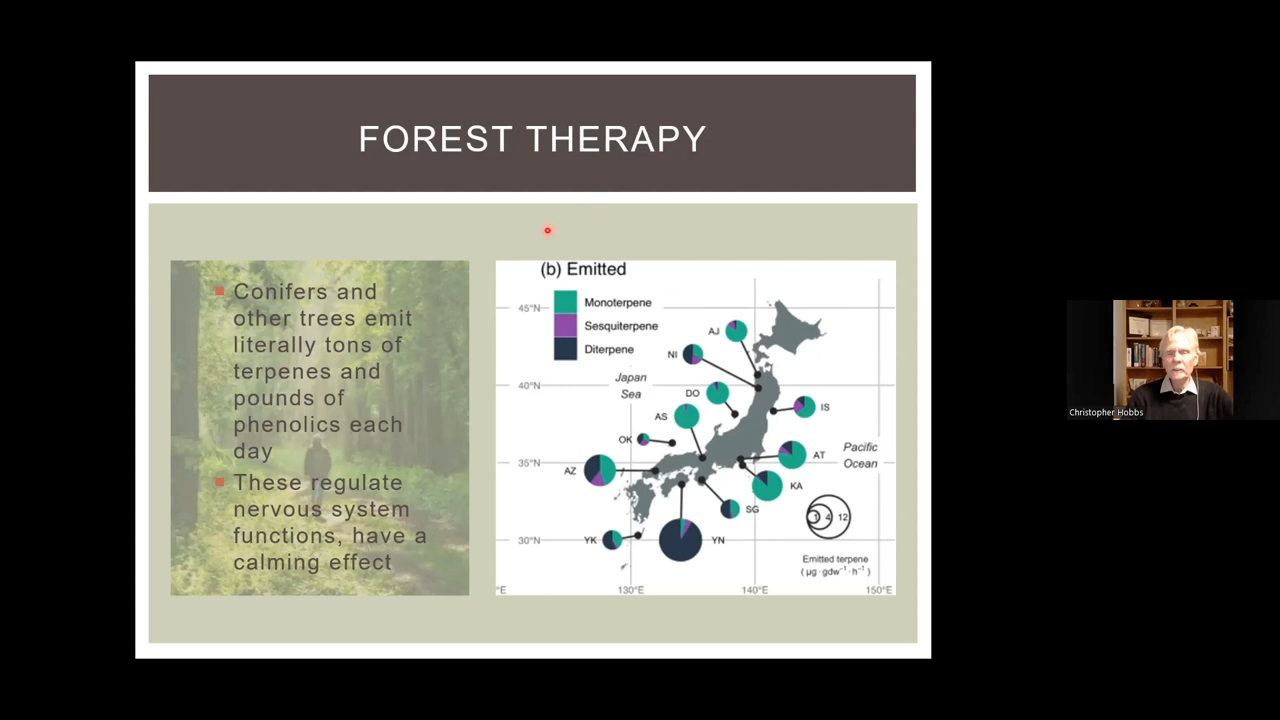 FOREST THERAPY
Conifers and
other trees emit
literally tons of
terpenes and
pounds of
phenolics each
day
These regulate
nervous system
functions, have a
calming effect
(b) Emitted
Monoterpene
Sesquiterpene
Diterpene
45°N
40°N
35°N
30°N
Japan
Sea
Pacific
Ocean
AJ
NI
DO
IS
AS
OK
AT
AZ
KA
SG
YK
YN
1 4 12
Emitted terpene
(μg·gdw⁻¹·h⁻¹)
°E
130°E
140°E
150°E
Christopher Hobbs